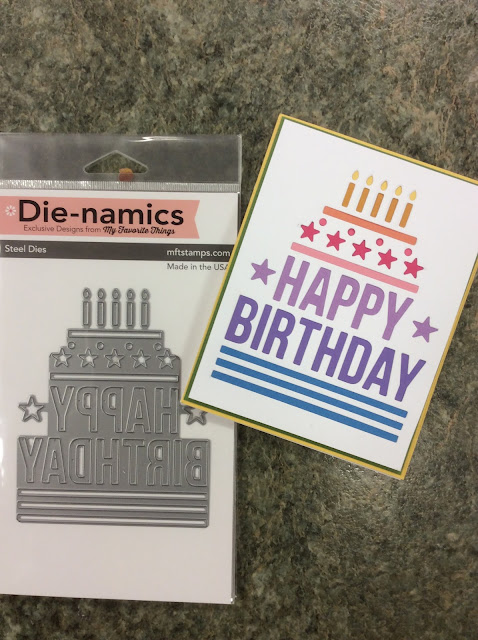 Die-namics
Exclusive Designs from My Favorite Things
Steel Dies mftstamps.com
Made in the USA
HAPPY
BIRTHDAY
HAPPY
BIRTHDAY